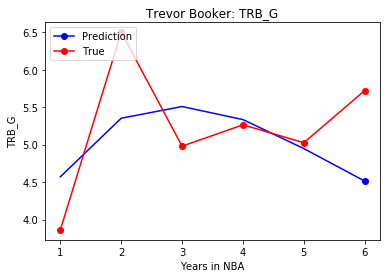 Trevor Booker: TRB_G
Prediction
True
6.5
6.0
5.5
5.0
4.5
4.0
TRB_G
1 2 3 4 5 6
Years in NBA